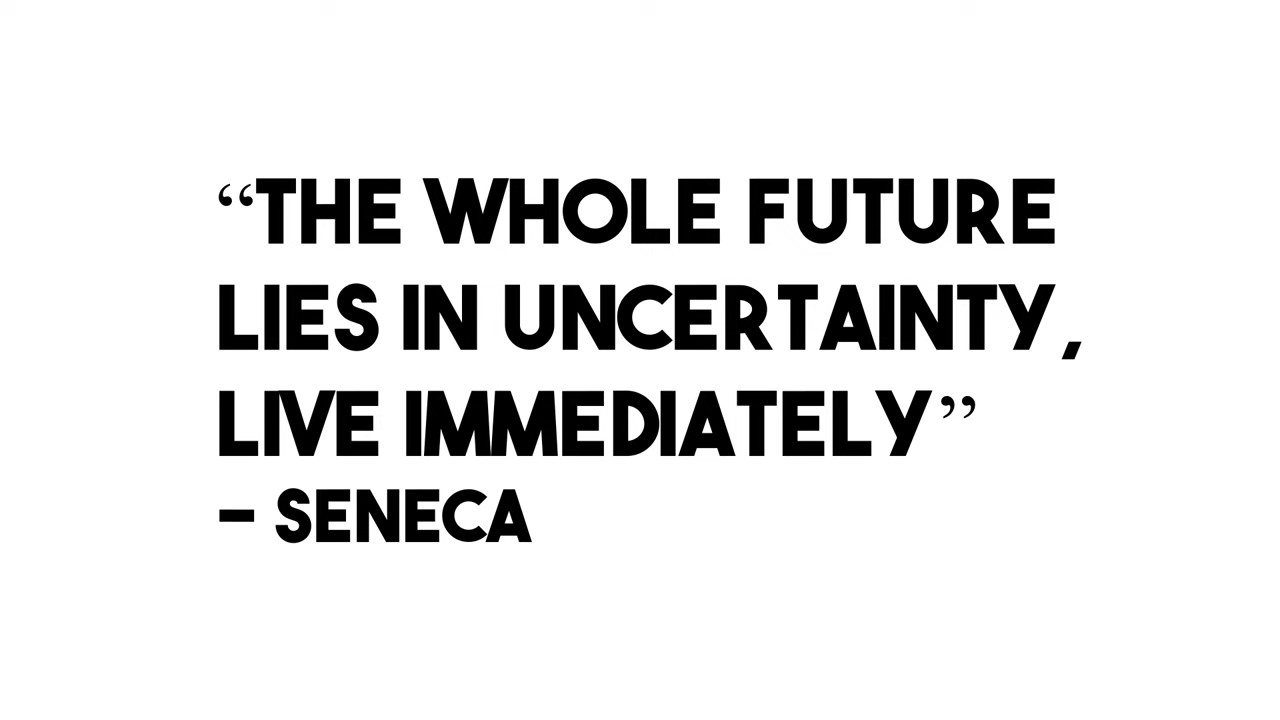 “THE WHOLE FUTURE
LIES IN UNCERTAINTY,
LIVE IMMEDIATELY”
– SENECA